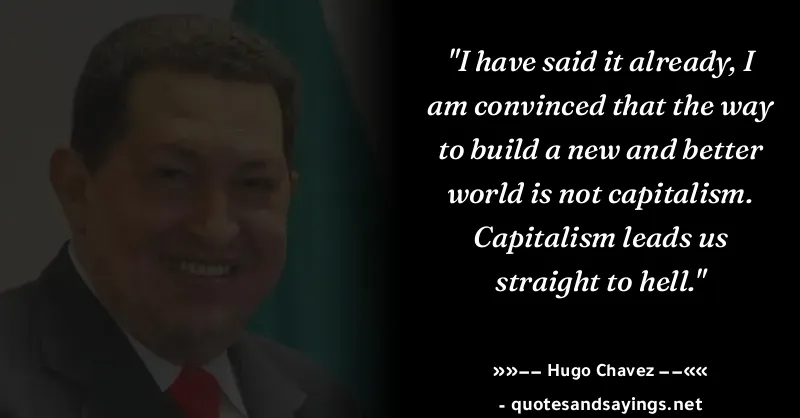 "I have said it already, I
am convinced that the way
to build a new and better
world is not capitalism.
Capitalism leads us
straight to hell."
»»−− Hugo Chavez −−««
- quotesandsayings.net